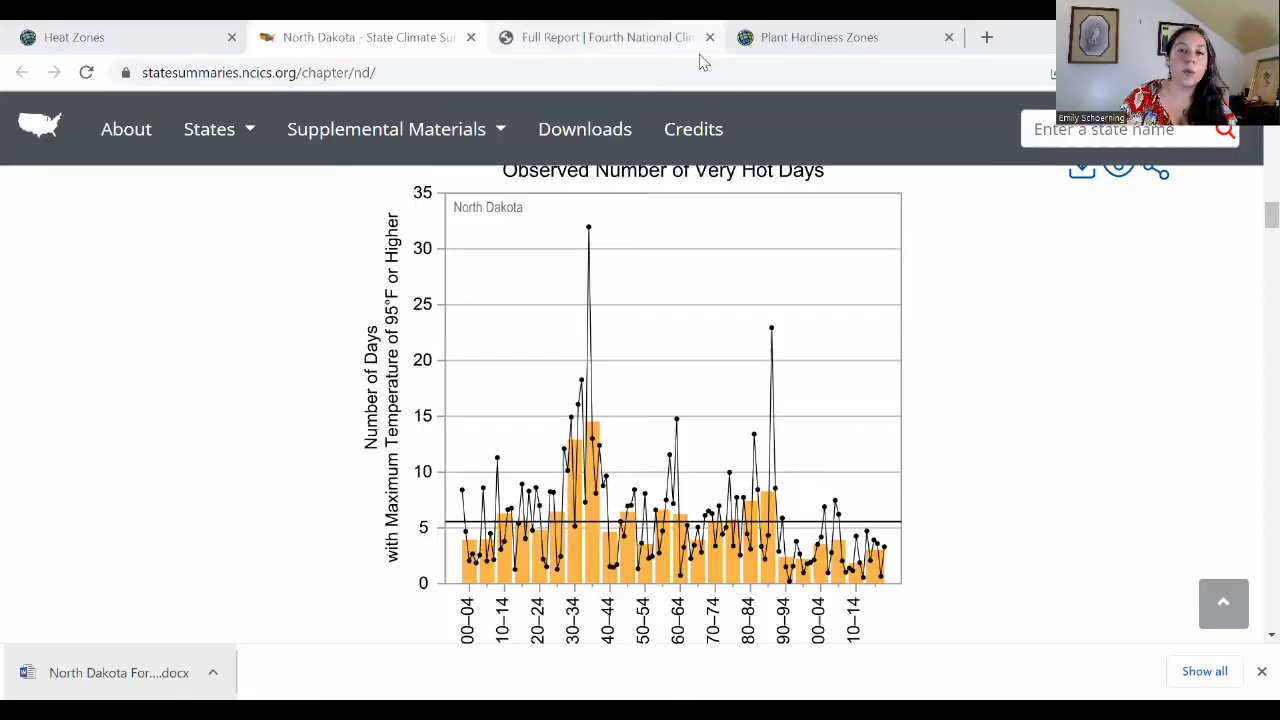 Heat Zones
North Dakota - State Climate Su
Full Report | Fourth National Clin
Plant Hardiness Zones
statesummaries.ncics.org/chapter/nd/
Emily Schoerning
About
States
Supplemental Materials
Downloads
Credits
Enter a state name
Observed Number of Very Hot Days
North Dakota
Number of Days
with Maximum Temperature of 95°F or Higher
35
30
25
20
15
10
5
0
00–04
10–14
20–24
30–34
40–44
50–54
60–64
70–74
80–84
90–94
00–04
10–14
North Dakota For....docx
Show all